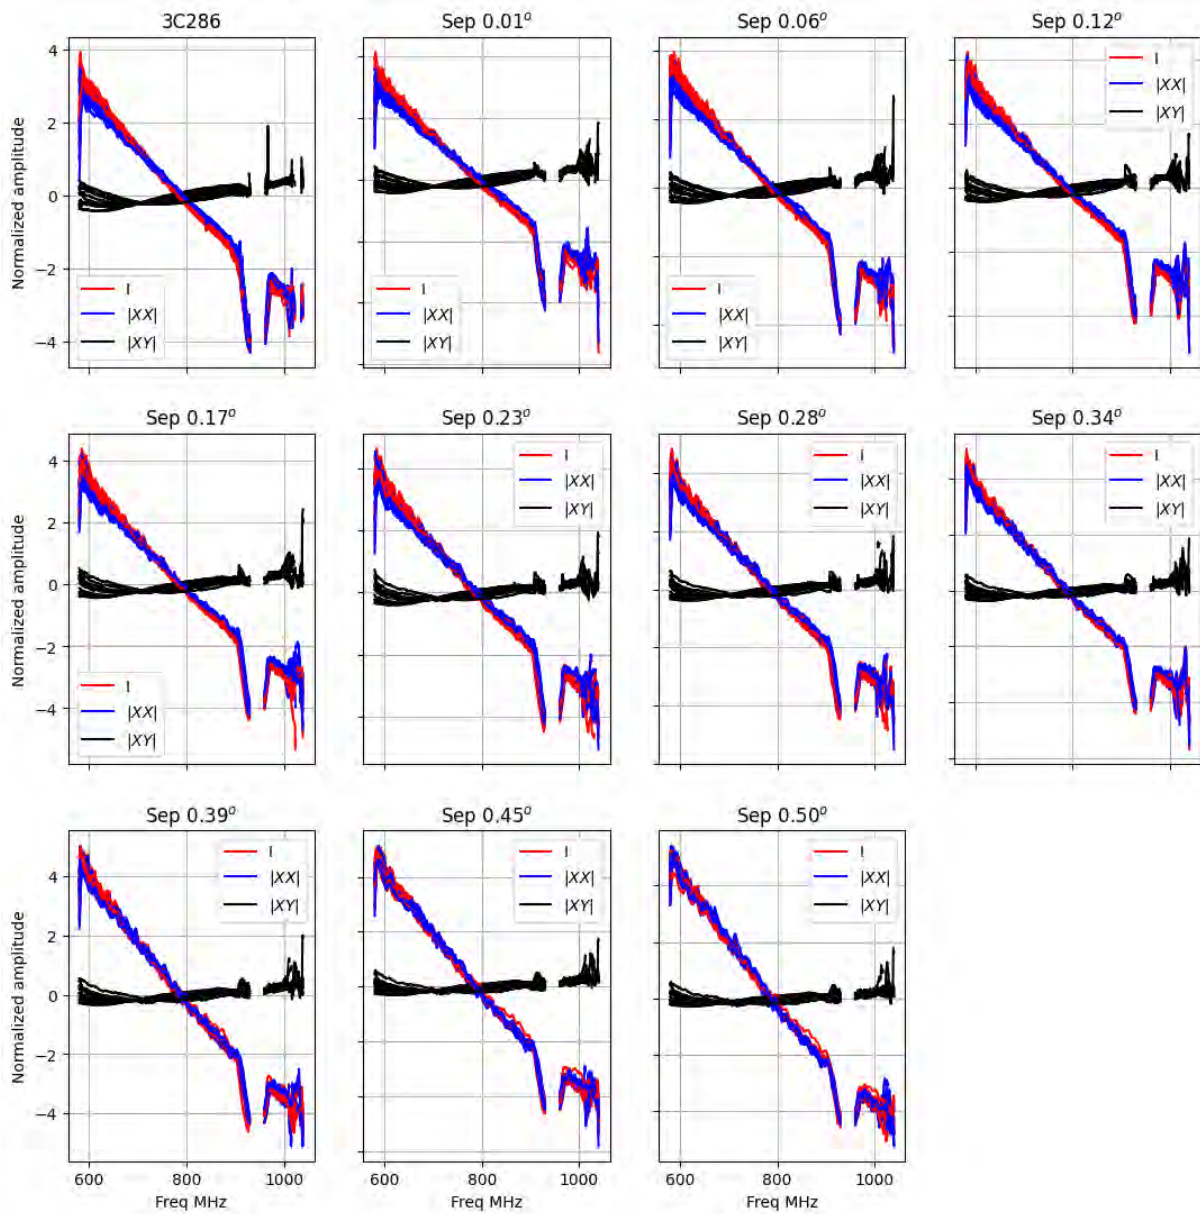 3C286
Sep 0.01°
Sep 0.06°
Sep 0.12°
Normalized amplitude
4
2
0
−2
−4
I
|XX|
|XY|
I
|XX|
|XY|
I
|XX|
|XY|
I
|XX|
|XY|
Sep 0.17°
Sep 0.23°
Sep 0.28°
Sep 0.34°
Normalized amplitude
4
2
0
−2
−4
I
|XX|
|XY|
I
|XX|
|XY|
I
|XX|
|XY|
I
|XX|
|XY|
Sep 0.39°
Sep 0.45°
Sep 0.50°
Normalized amplitude
4
2
0
−2
−4
I
|XX|
|XY|
I
|XX|
|XY|
I
|XX|
|XY|
600 800 1000
600 800 1000
600 800 1000
Freq MHz
Freq MHz
Freq MHz